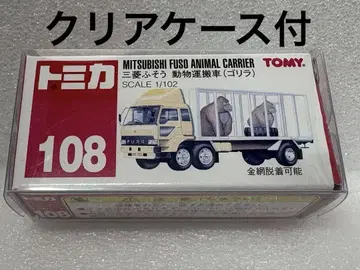 クリアケース付
トミカ
MITSUBISHI FUSO ANIMAL CARRIER
TOMY
三菱ふそう 動物運搬車(ゴリラ)
SCALE 1/102
108
金網脱着可能
108